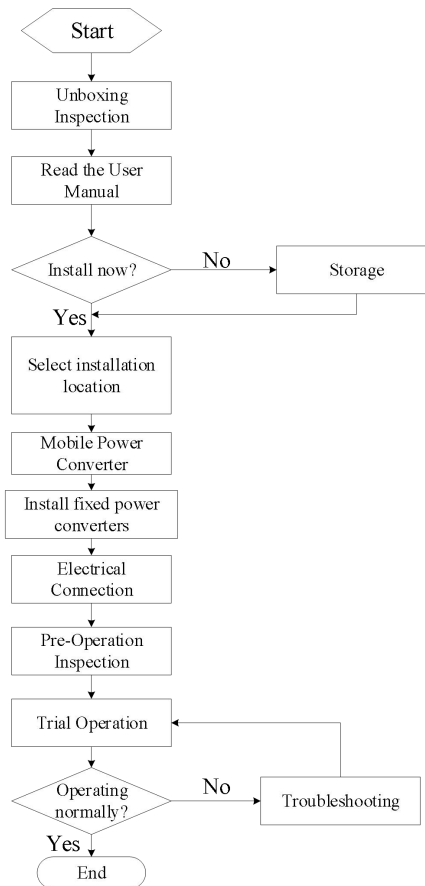 Start
Unboxing
Inspection
Read the User
Manual
Install now?
No
Storage
Yes
Select installation
location
Mobile Power
Converter
Install fixed power
converters
Electrical
Connection
Pre-Operation
Inspection
Trial Operation
Operating
normally?
No
Troubleshooting
Yes
End